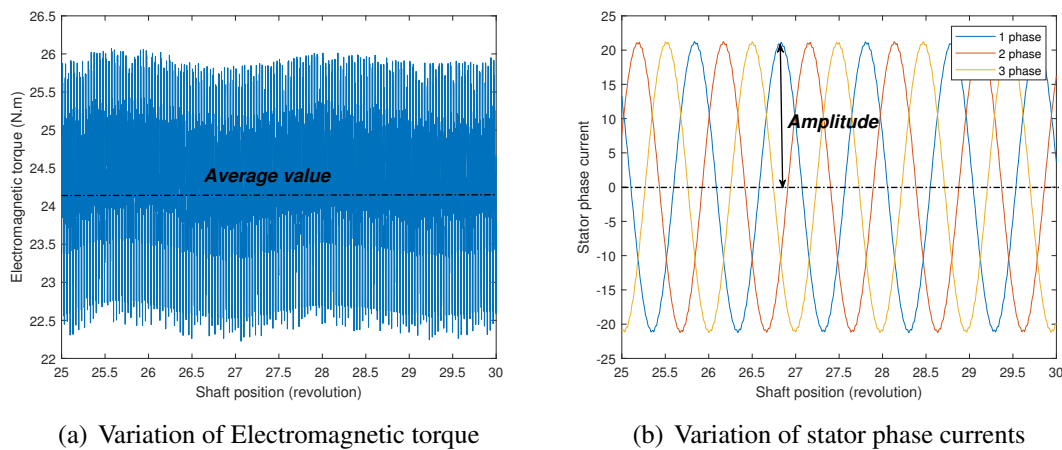 26.5
26
25.5
25
24.5
24
23.5
23
22.5
22
Electromagnetic torque (N.m)
Average value
25 25.5 26 26.5 27 27.5 28 28.5 29 29.5 30
Shaft position (revolution)
(a) Variation of Electromagnetic torque
25
20
15
10
5
0
-5
-10
-15
-20
-25
Stator phase current
1 phase
2 phase
3 phase
Amplitude
25 25.5 26 26.5 27 27.5 28 28.5 29 29.5 30
Shaft position (revolution)
(b) Variation of stator phase currents